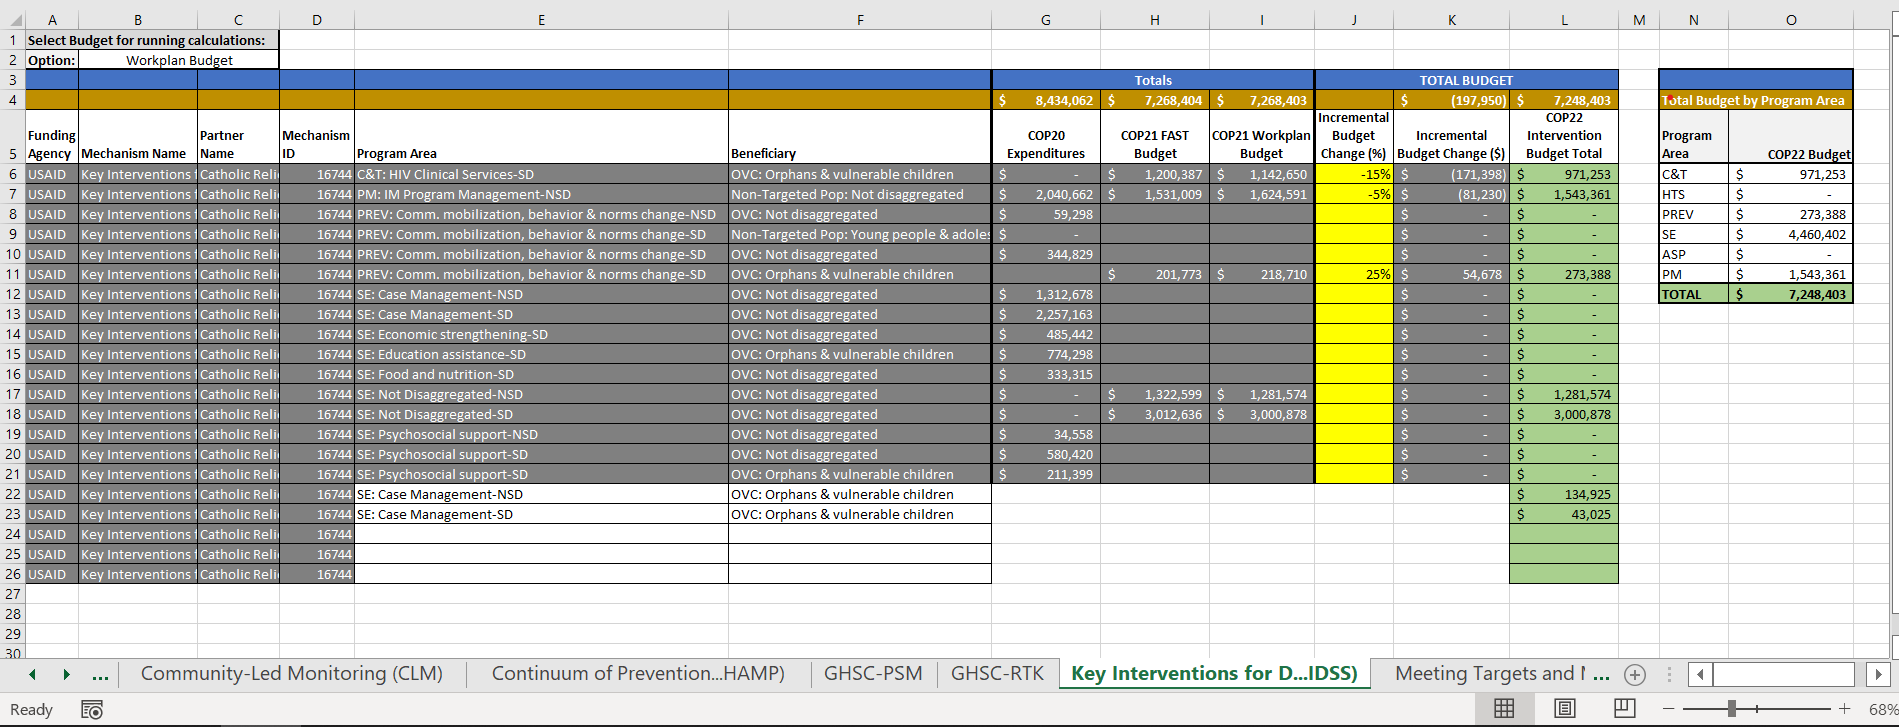 A B C D E F G H I J K L M N O
1 Select Budget for running calculations:
2 Option: Workplan Budget
3 Totals TOTAL BUDGET
4 $ 8,434,062 $ 7,268,404 $ 7,268,403 $ (197,950) $ 7,248,403 Total Budget by Program Area
5 Funding Agency Mechanism Name Partner Name Mechanism ID Program Area Beneficiary COP20 Expenditures COP21 FAST Budget COP21 Workplan Budget Incremental Budget Change (%) Incremental Budget Change ($) COP22 Intervention Budget Total Program Area COP22 Budget
6 USAID Key Interventions Catholic Reli 16744 C&T: HIV Clinical Services-SD OVC: Orphans & vulnerable children $ - $ 1,200,387 $ 1,142,650 -15% $ (171,398) $ 971,253 C&T $ 971,253
7 USAID Key Interventions Catholic Reli 16744 PM: IM Program Management-NSD Non-Targeted Pop: Not disaggregated $ 2,040,662 $ 1,531,009 $ 1,624,591 -5% $ (81,230) $ 1,543,361 HTS $ -
8 USAID Key Interventions Catholic Reli 16744 PREV: Comm. mobilization, behavior & norms change-NSD OVC: Not disaggregated $ 59,298 $ - $ - PREV $ 273,388
9 USAID Key Interventions Catholic Reli 16744 PREV: Comm. mobilization, behavior & norms change-SD Non-Targeted Pop: Young people & adoles $ - $ - $ - SE $ 4,460,402
10 USAID Key Interventions Catholic Reli 16744 PREV: Comm. mobilization, behavior & norms change-SD OVC: Not disaggregated $ 344,829 $ - $ - ASP $ -
11 USAID Key Interventions Catholic Reli 16744 PREV: Comm. mobilization, behavior & norms change-SD OVC: Orphans & vulnerable children $ 201,773 $ 218,710 25% $ 54,678 $ 273,388 PM $ 1,543,361
12 USAID Key Interventions Catholic Reli 16744 SE: Case Management-NSD OVC: Not disaggregated $ 1,312,678 $ - $ - TOTAL $ 7,248,403
13 USAID Key Interventions Catholic Reli 16744 SE: Case Management-SD OVC: Not disaggregated $ 2,257,163 $ - $ -
14 USAID Key Interventions Catholic Reli 16744 SE: Economic strengthening-SD OVC: Not disaggregated $ 485,442 $ - $ -
15 USAID Key Interventions Catholic Reli 16744 SE: Education assistance-SD OVC: Orphans & vulnerable children $ 774,298 $ - $ -
16 USAID Key Interventions Catholic Reli 16744 SE: Food and nutrition-SD OVC: Not disaggregated $ 333,315 $ - $ -
17 USAID Key Interventions Catholic Reli 16744 SE: Not Disaggregated-NSD OVC: Not disaggregated $ - $ 1,322,599 $ 1,281,574 $ - $ 1,281,574
18 USAID Key Interventions Catholic Reli 16744 SE: Not Disaggregated-SD OVC: Not disaggregated $ - $ 3,012,636 $ 3,000,878 $ - $ 3,000,878
19 USAID Key Interventions Catholic Reli 16744 SE: Psychosocial support-NSD OVC: Not disaggregated $ 34,558 $ - $ -
20 USAID Key Interventions Catholic Reli 16744 SE: Psychosocial support-SD OVC: Not disaggregated $ 580,420 $ - $ -
21 USAID Key Interventions Catholic Reli 16744 SE: Psychosocial support-SD OVC: Orphans & vulnerable children $ 211,399 $ - $ -
22 USAID Key Interventions Catholic Reli 16744 SE: Case Management-NSD OVC: Orphans & vulnerable children $ 134,925
23 USAID Key Interventions Catholic Reli 16744 SE: Case Management-SD OVC: Orphans & vulnerable children $ 43,025
24 USAID Key Interventions Catholic Reli 16744
25 USAID Key Interventions Catholic Reli 16744
26 USAID Key Interventions Catholic Reli 16744
27
28
29
30
... Community-Led Monitoring (CLM) Continuum of Prevention...HAMP) GHSC-PSM GHSC-RTK Key Interventions for D...IDSS) Meeting Targets and ...
Ready 68%